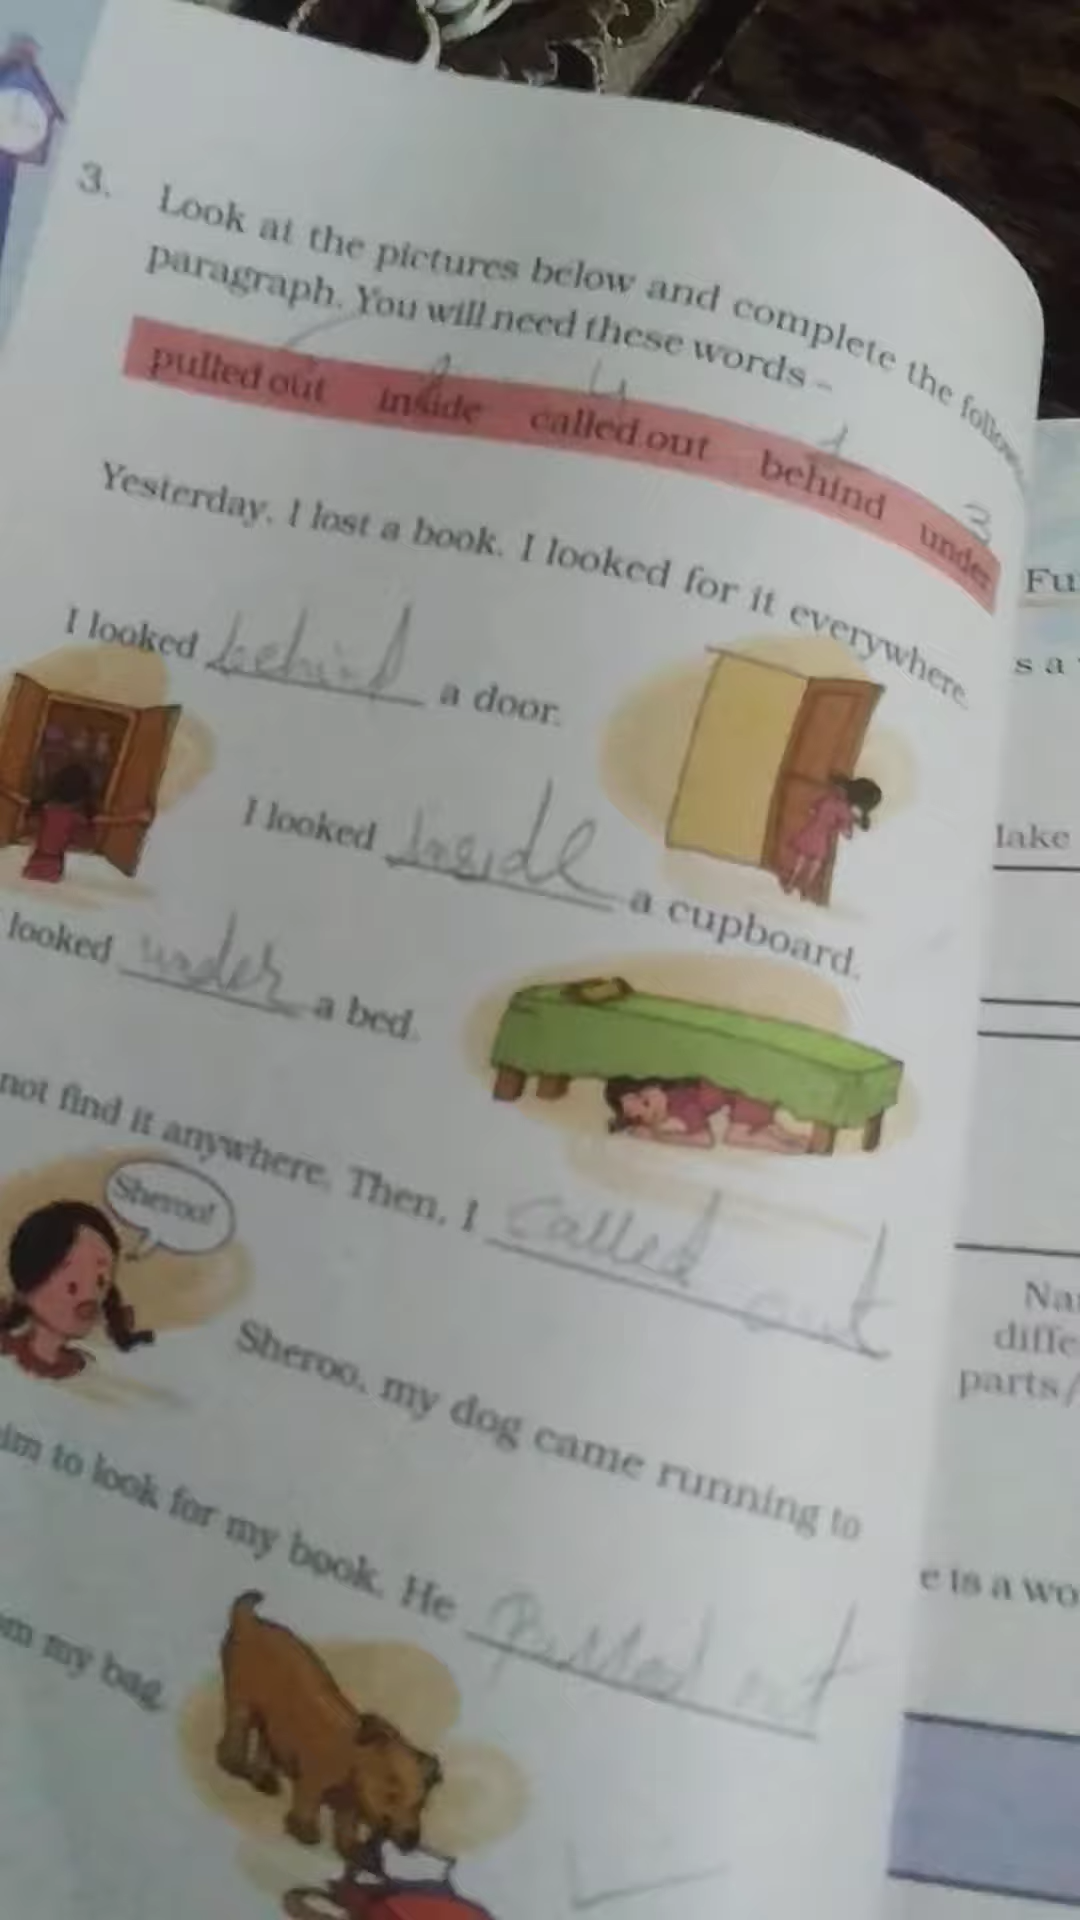 3. Look at the pictures below and complete the
paragraph. You will need these words –
pulled out inside called out behind under
4 1 3
Yesterday, I lost a book. I looked for it everywhere.
I looked behind a door.
I looked inside a cupboard.
looked under a bed.
not find it anywhere. Then, I called out
Sheroo!
Sheroo, my dog came running to
to look for my book. He Pulled out
my bag.
Fu
s a
lake
Na
diffe
parts/
e is a wo